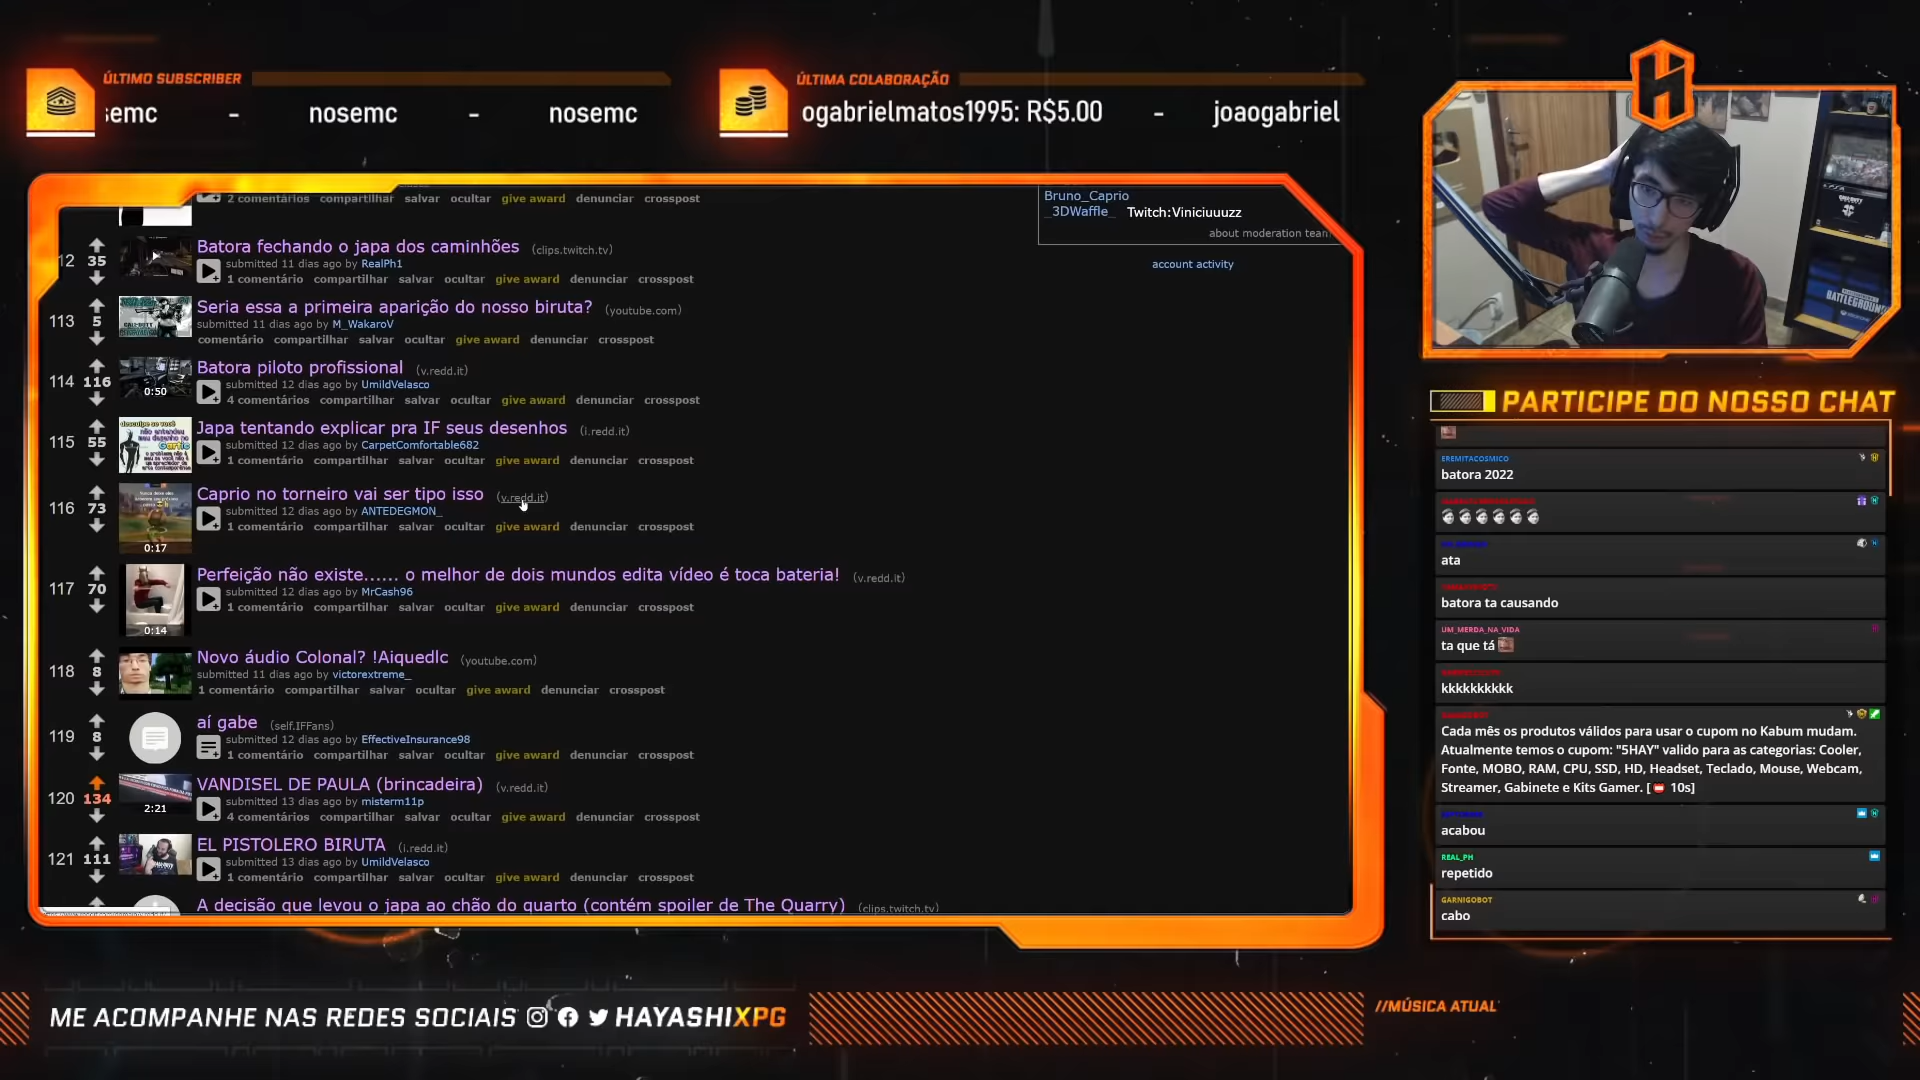 ÚLTIMO SUBSCRIBER
semc - nosemc - nosemc
ÚLTIMA COLABORAÇÃO
ogabrielmatos1995: R$5.00 - joaogabriel
2 comentários compartilhar salvar ocultar give award denunciar crosspost
Bruno_Caprio
_3DWaffle_ Twitch:Viniciuuuzz
about moderation team
account activity
12 35 Batora fechando o japa dos caminhões (clips.twitch.tv)
submitted 11 dias ago by RealPh1
1 comentário compartilhar salvar ocultar give award denunciar crosspost
113 5 Seria essa a primeira aparição do nosso biruta? (youtube.com)
submitted 11 dias ago by M_WakaroV
comentário compartilhar salvar ocultar give award denunciar crosspost
114 116 0:50 Batora piloto profissional (v.redd.it)
submitted 12 dias ago by UmildVelasco
4 comentários compartilhar salvar ocultar give award denunciar crosspost
115 55 Japa tentando explicar pra IF seus desenhos (i.redd.it)
submitted 12 dias ago by CarpetComfortable682
1 comentário compartilhar salvar ocultar give award denunciar crosspost
116 73 0:17 Caprio no torneiro vai ser tipo isso (v.redd.it)
submitted 12 dias ago by ANTEDEGMON_
1 comentário compartilhar salvar ocultar give award denunciar crosspost
117 70 0:14 Perfeição não existe...... o melhor de dois mundos edita vídeo é toca bateria! (v.redd.it)
submitted 12 dias ago by MrCash96
1 comentário compartilhar salvar ocultar give award denunciar crosspost
118 8 Novo áudio Colonal? !Aiquedlc (youtube.com)
submitted 11 dias ago by victorextreme_
1 comentário compartilhar salvar ocultar give award denunciar crosspost
119 8 aí gabe (self.IFFans)
submitted 12 dias ago by EffectiveInsurance98
1 comentário compartilhar salvar ocultar give award denunciar crosspost
120 134 2:21 VANDISEL DE PAULA (brincadeira) (v.redd.it)
submitted 13 dias ago by misterm11p
4 comentários compartilhar salvar ocultar give award denunciar crosspost
121 111 EL PISTOLERO BIRUTA (i.redd.it)
submitted 13 dias ago by UmildVelasco
1 comentário compartilhar salvar ocultar give award denunciar crosspost
A decisão que levou o japa ao chão do quarto (contém spoiler de The Quarry) (clips.twitch.tv)
PARTICIPE DO NOSSO CHAT
EREMITACOSMICO
batora 2022
ata
batora ta causando
UM_MERDA_NA_VIDA
ta que tá
kkkkkkkkkk
Cada mês os produtos válidos para usar o cupom no Kabum mudam.
Atualmente temos o cupom: "5HAY" valido para as categorias: Cooler,
Fonte, MOBO, RAM, CPU, SSD, HD, Headset, Teclado, Mouse, Webcam,
Streamer, Gabinete e Kits Gamer. [ 10s]
acabou
REAL_PH
repetido
GARNIGOBOT
cabo
ME ACOMPANHE NAS REDES SOCIAIS HAYASHIXPG
//MÚSICA ATUAL